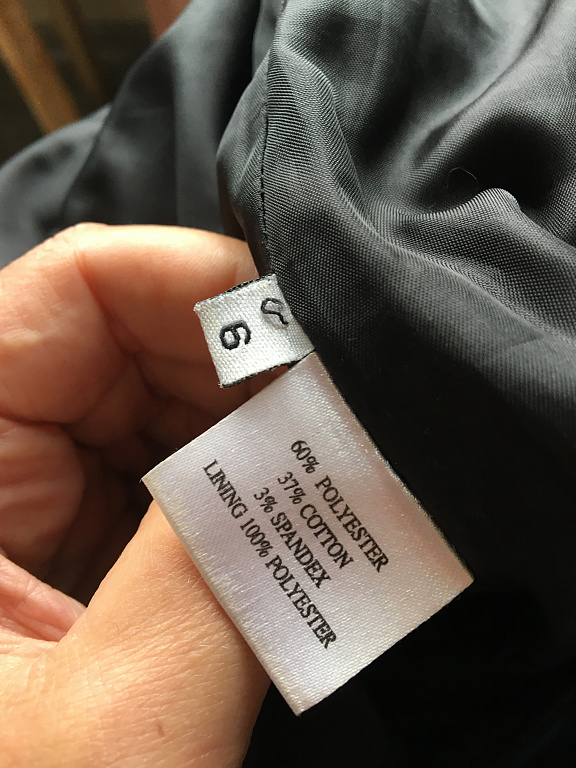 6
60% POLYESTER
37% COTTON
3% SPANDEX
LINING 100% POLYESTER